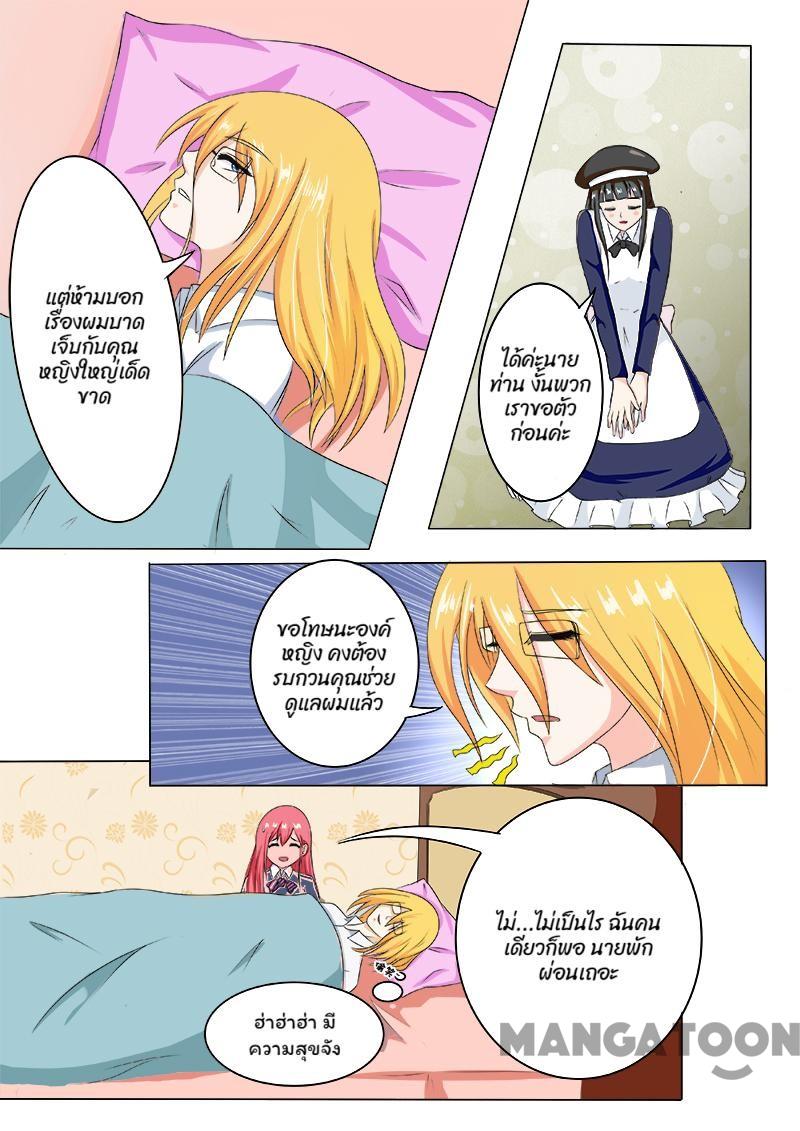 แต่ห้ามบอก
เรื่องผมบาด
เจ็บกับคุณ
หญิงใหญ่เด็ด
ขาด
ได้ค่ะนาย
ท่าน งั้นพวก
เราขอตัว
ก่อนค่ะ
ขอโทษนะองค์
หญิง คงต้อง
รบกวนคุณช่วย
ดูแลผมแล้ว
ไม่...ไม่เป็นไร ฉันคน
เดียวก็พอ นายพัก
ผ่อนเถอะ
ฮ่าฮ่าฮ่า มี
ความสุขจัง
MANGATOON